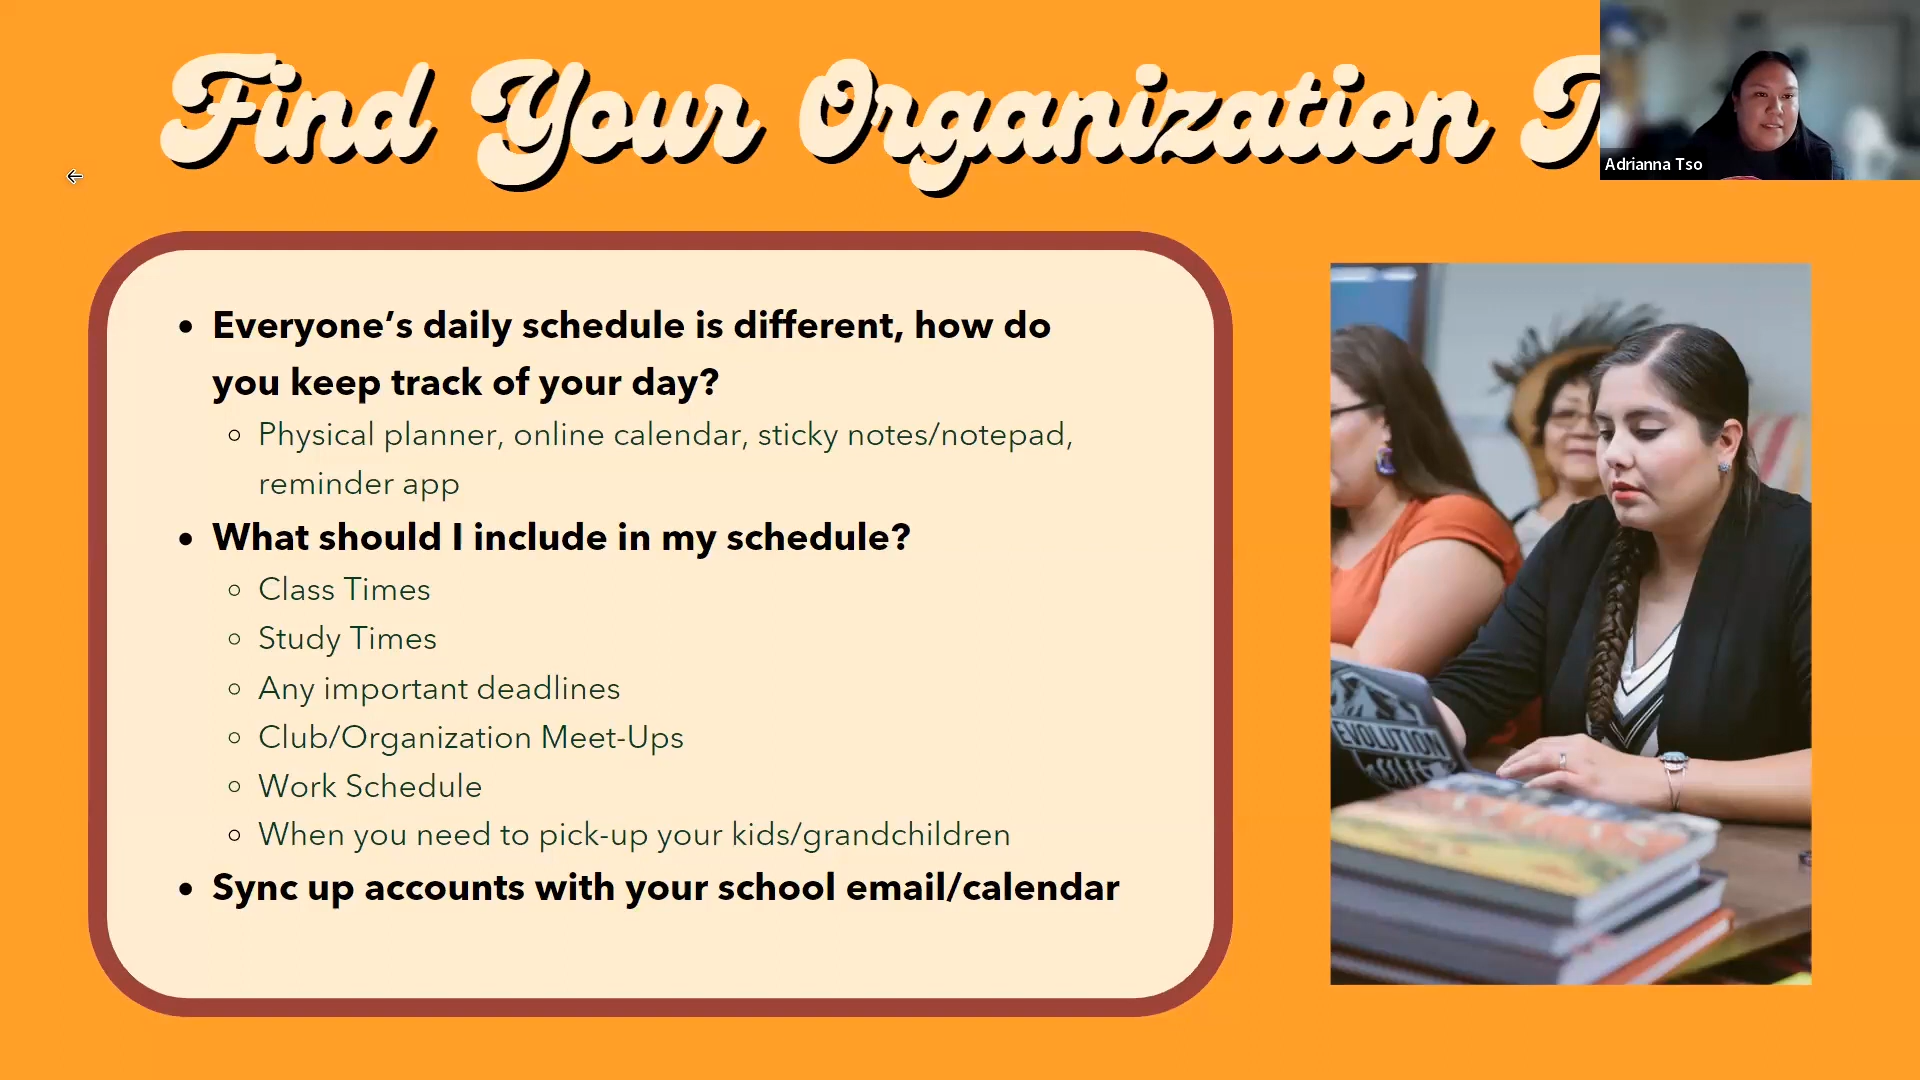 Find Your Organization
Adrianna Tso
• Everyone’s daily schedule is different, how do
you keep track of your day?
◦ Physical planner, online calendar, sticky notes/notepad,
reminder app
• What should I include in my schedule?
◦ Class Times
◦ Study Times
◦ Any important deadlines
◦ Club/Organization Meet-Ups
◦ Work Schedule
◦ When you need to pick-up your kids/grandchildren
• Sync up accounts with your school email/calendar
EVOLUTION